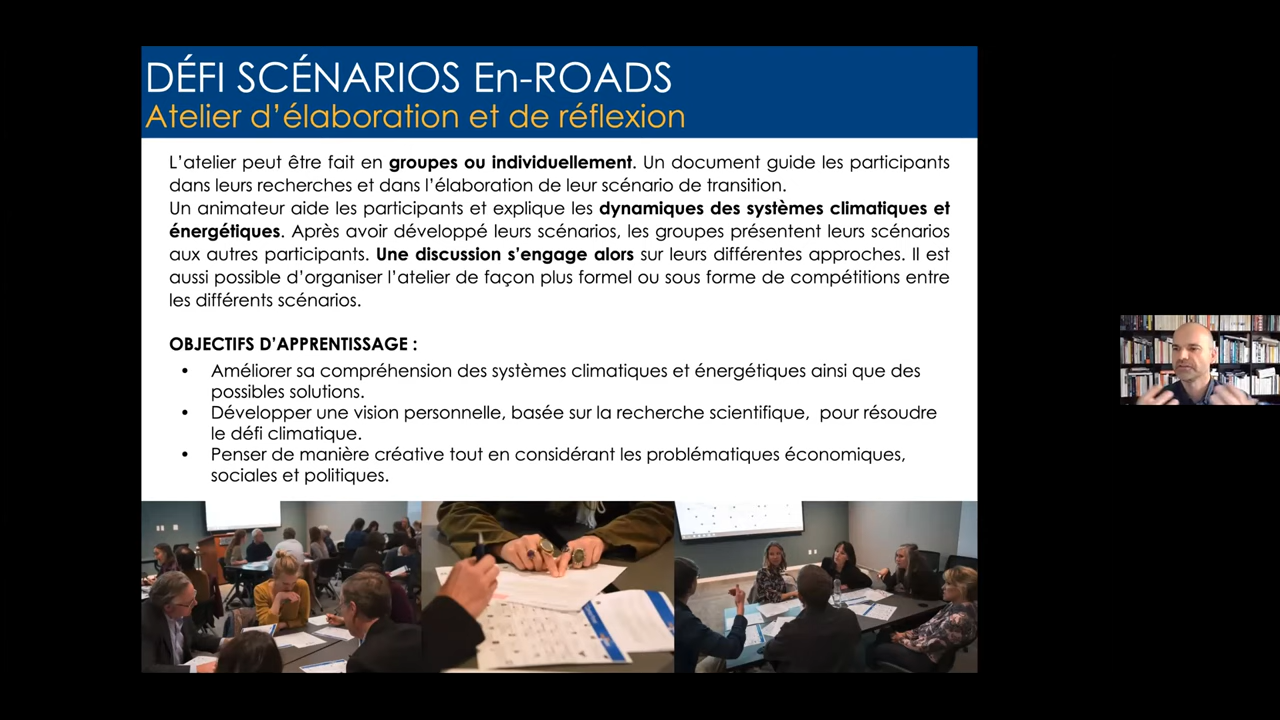 DÉFI SCÉNARIOS En-ROADS
Atelier d’élaboration et de réflexion
L’atelier peut être fait en groupes ou individuellement. Un document guide les participants
dans leurs recherches et dans l’élaboration de leur scénario de transition.
Un animateur aide les participants et explique les dynamiques des systèmes climatiques et
énergétiques. Après avoir développé leurs scénarios, les groupes présentent leurs scénarios
aux autres participants. Une discussion s’engage alors sur leurs différentes approches. Il est
aussi possible d’organiser l’atelier de façon plus formel ou sous forme de compétitions entre
les différents scénarios.
OBJECTIFS D’APPRENTISSAGE :
• Améliorer sa compréhension des systèmes climatiques et énergétiques ainsi que des
possibles solutions.
• Développer une vision personnelle, basée sur la recherche scientifique, pour résoudre
le défi climatique.
• Penser de manière créative tout en considérant les problématiques économiques,
sociales et politiques.